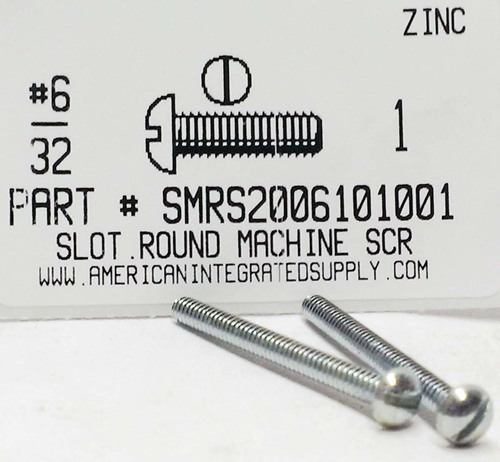 ZINC
#6
32
1
PART # SMRS2006101001
SLOT.ROUND MACHINE SCR
WWW.AMERICANINTEGRATEDSUPPLY.COM